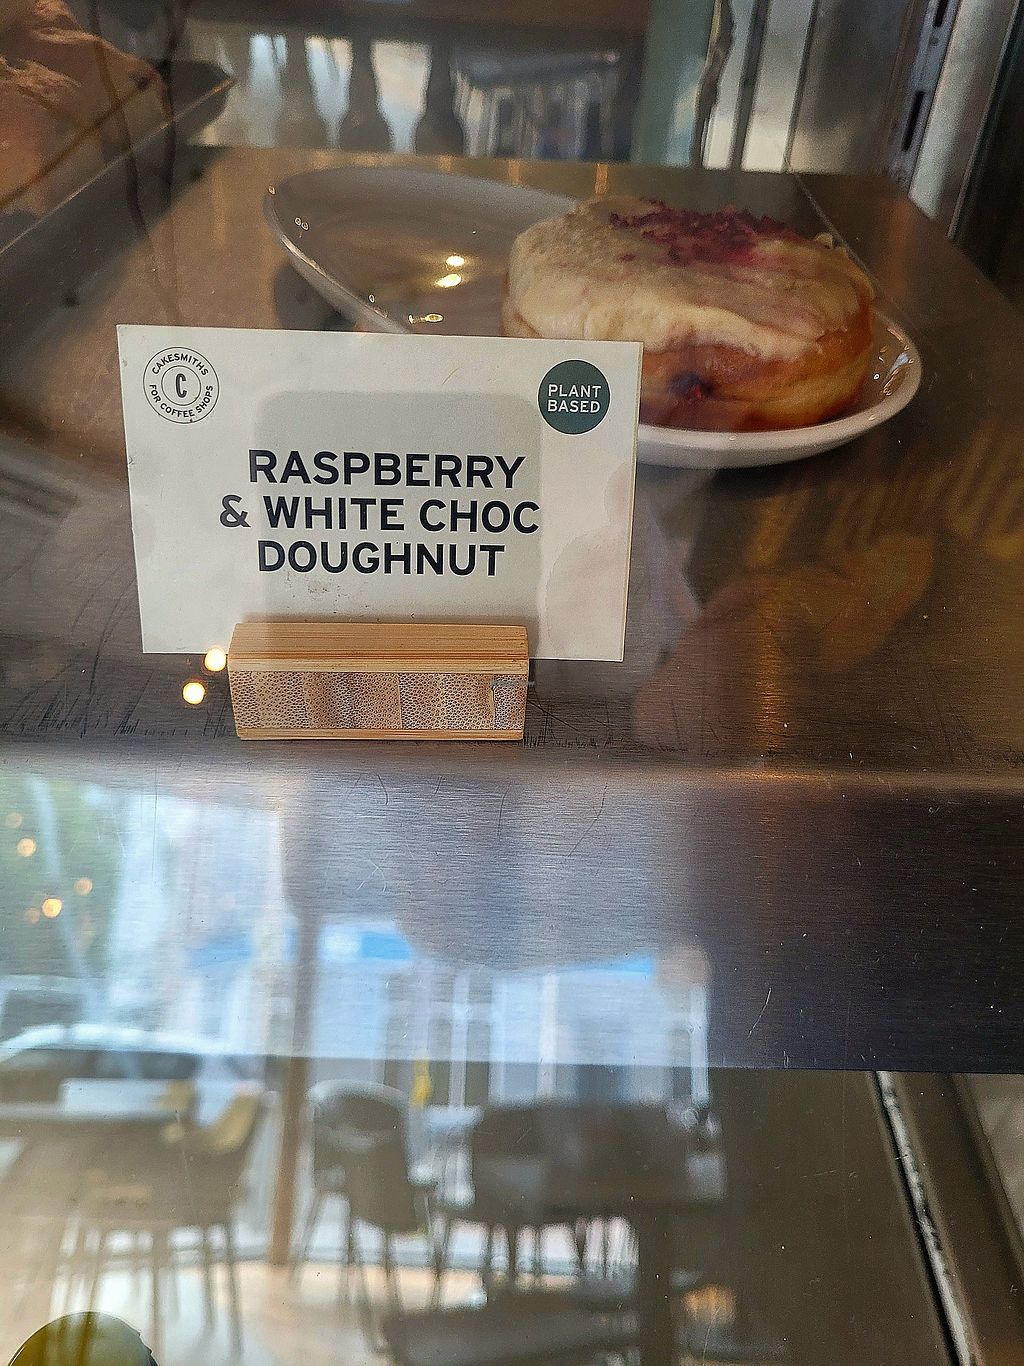 CAKESMITHS
C
FOR COFFEE SHOPS
PLANT
BASED
RASPBERRY
& WHITE CHOC
DOUGHNUT